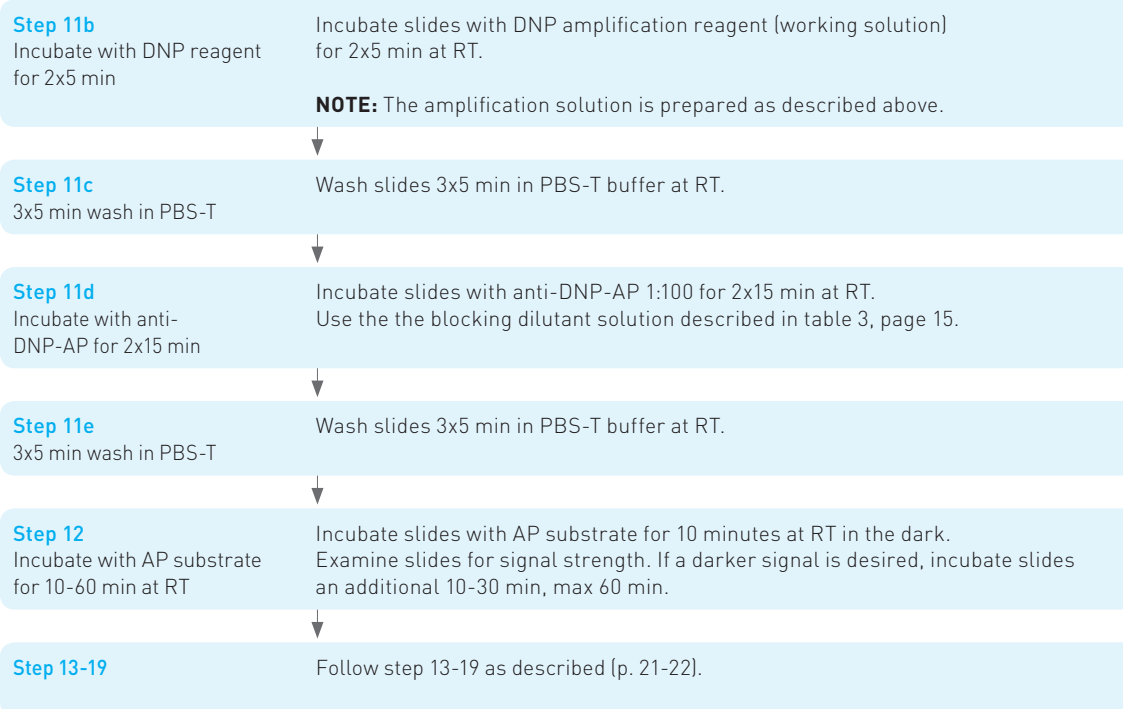 Step 11b
Incubate with DNP reagent
for 2x5 min
Incubate slides with DNP amplification reagent (working solution)
for 2x5 min at RT.
NOTE: The amplification solution is prepared as described above.
Step 11c
3x5 min wash in PBS-T
Wash slides 3x5 min in PBS-T buffer at RT.
Step 11d
Incubate with anti-
DNP-AP for 2x15 min
Incubate slides with anti-DNP-AP 1:100 for 2x15 min at RT.
Use the the blocking dilutant solution described in table 3, page 15.
Step 11e
3x5 min wash in PBS-T
Wash slides 3x5 min in PBS-T buffer at RT.
Step 12
Incubate with AP substrate
for 10-60 min at RT
Incubate slides with AP substrate for 10 minutes at RT in the dark.
Examine slides for signal strength. If a darker signal is desired, incubate slides
an additional 10-30 min, max 60 min.
Step 13-19
Follow step 13-19 as described (p. 21-22).